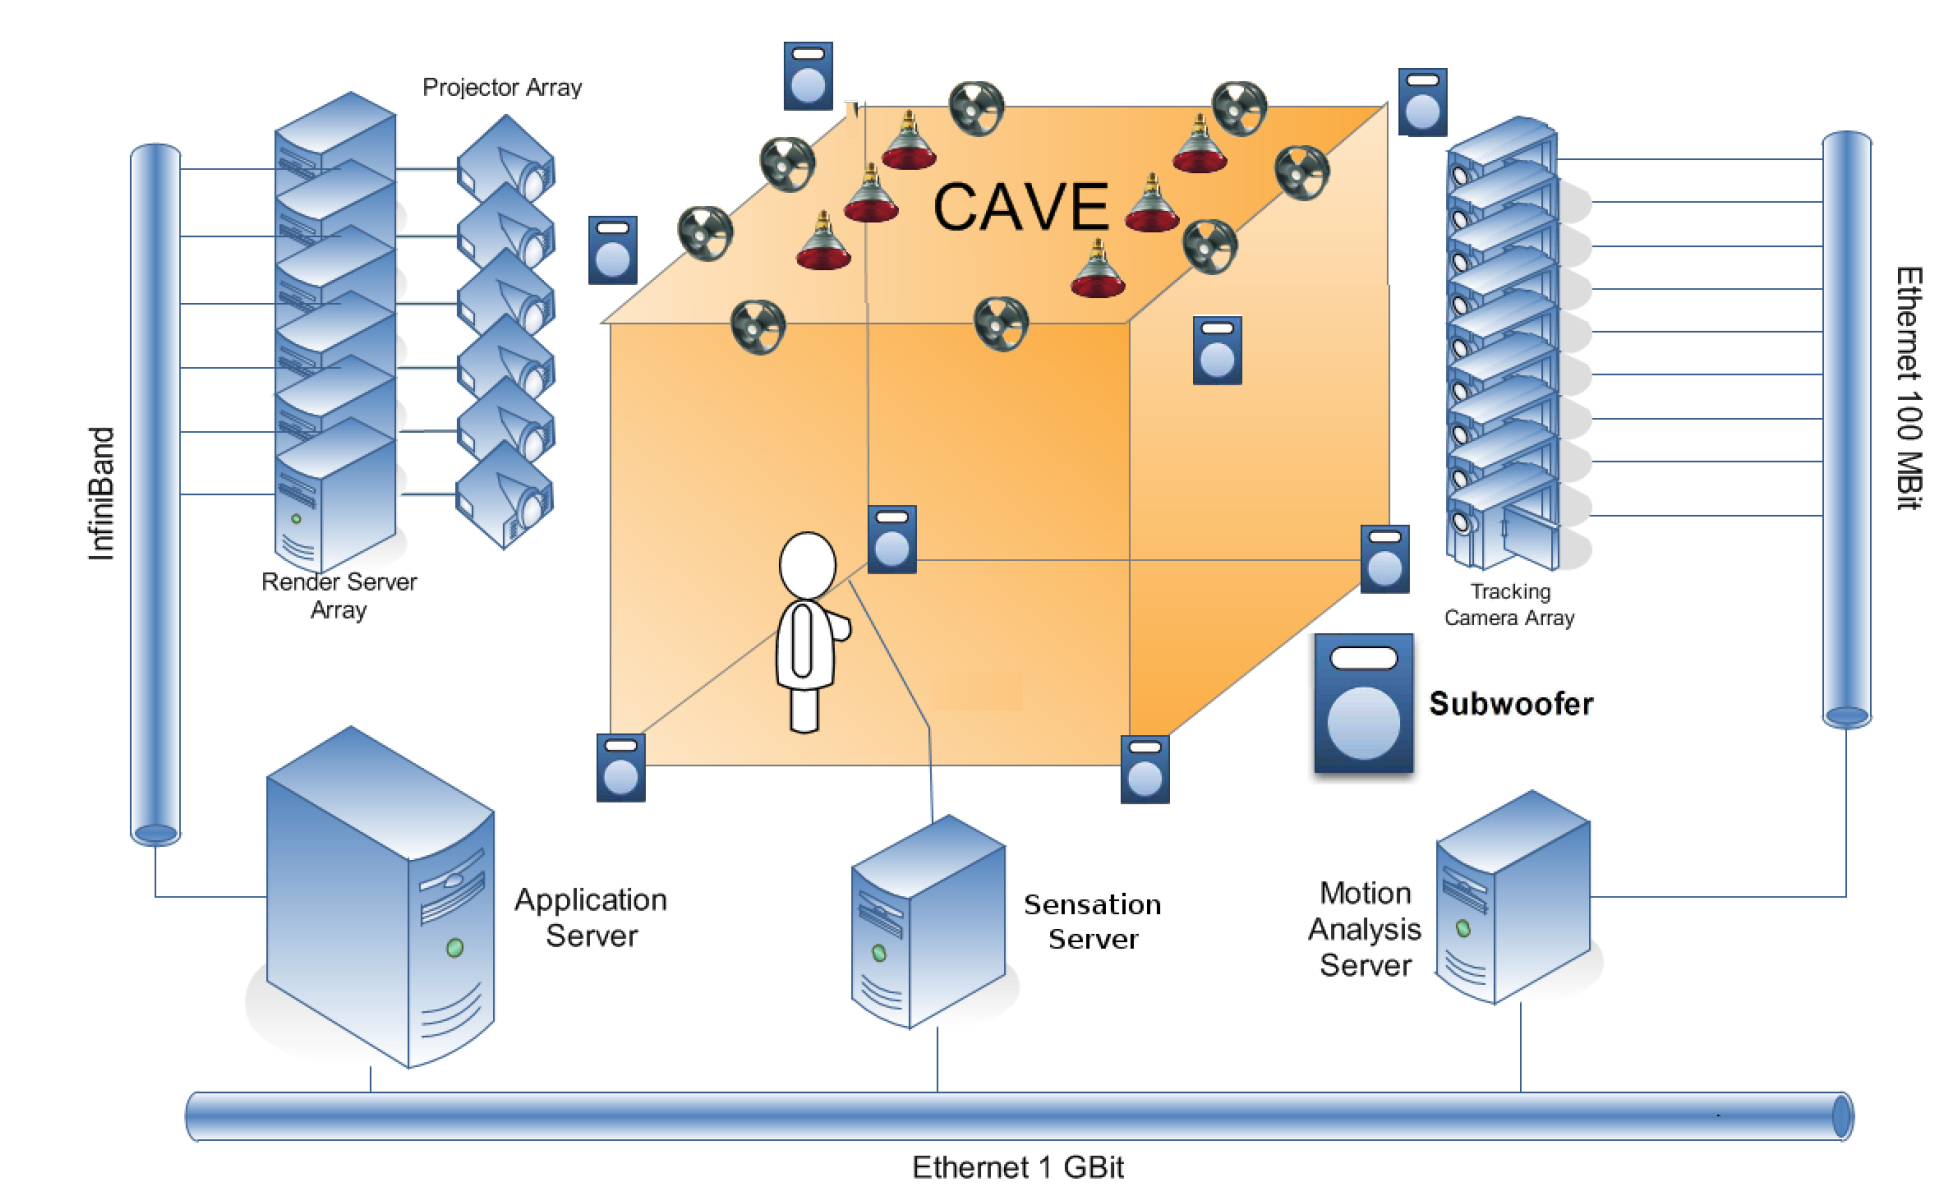 Projector Array
CAVE
InfiniBand
Ethernet 100 MBit
Render Server
Array
Tracking
Camera Array
Subwoofer
Application
Server
Sensation
Server
Motion
Analysis
Server
Ethernet 1 GBit